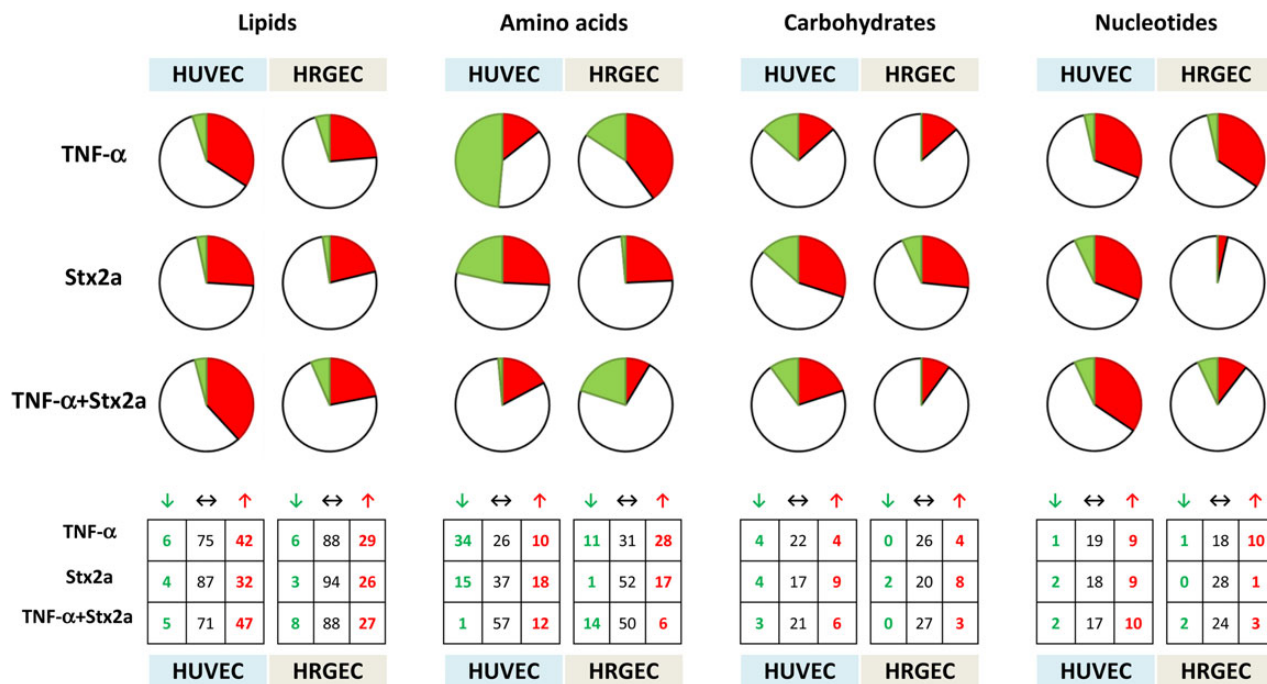 Lipids Amino acids Carbohydrates Nucleotides
HUVEC HRGEC HUVEC HRGEC HUVEC HRGEC HUVEC HRGEC
TNF-α
Stx2a
TNF-α+Stx2a
↓ ↔ ↑ ↓ ↔ ↑ ↓ ↔ ↑ ↓ ↔ ↑ ↓ ↔ ↑ ↓ ↔ ↑ ↓ ↔ ↑ ↓ ↔ ↑
TNF-α 6 75 42 6 88 29 34 26 10 11 31 28 4 22 4 0 26 4 1 19 9 1 18 10
Stx2a 4 87 32 3 94 26 15 37 18 1 52 17 4 17 9 2 20 8 2 18 9 0 28 1
TNF-α+Stx2a 5 71 47 8 88 27 1 57 12 14 50 6 3 21 6 0 27 3 2 17 10 2 24 3
HUVEC HRGEC HUVEC HRGEC HUVEC HRGEC HUVEC HRGEC